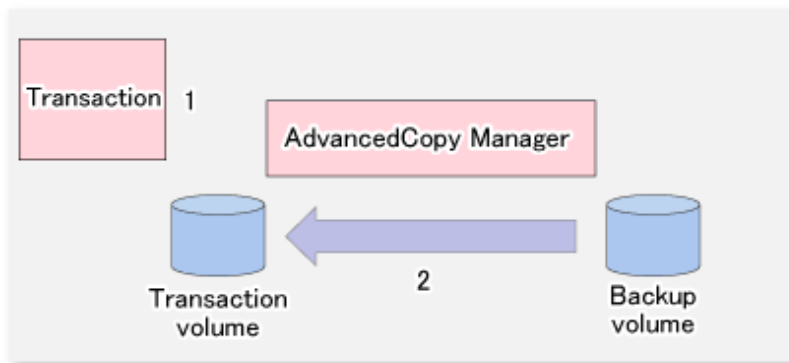 Transaction
1
AdvancedCopy Manager
2
Transaction
volume
Backup
volume